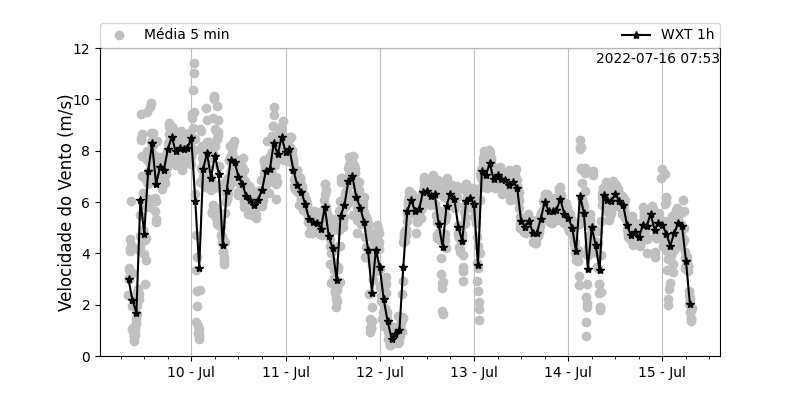 Média 5 min
WXT 1h
2022-07-16 07:53
Velocidade do Vento (m/s)
12
10
8
6
4
2
0
10 - Jul
11 - Jul
12 - Jul
13 - Jul
14 - Jul
15 - Jul